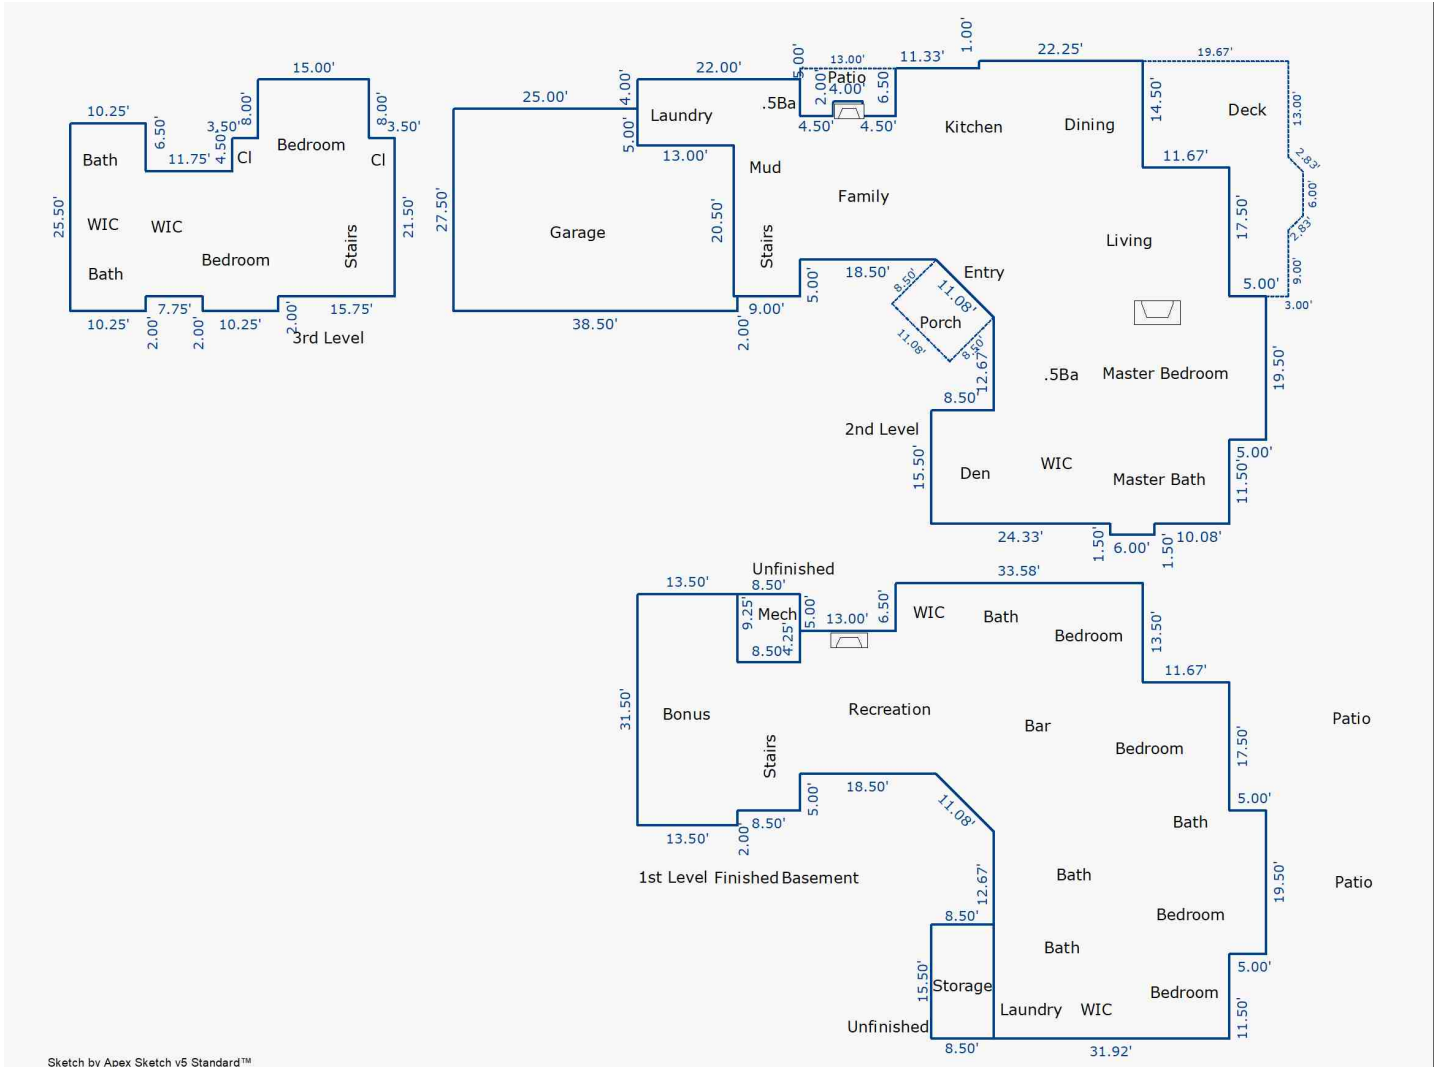 15.00'
10.25'
6.50'
3.50'
8.00'
8.00'
3.50'
4.50'
11.75'
Cl
Bedroom
Cl
Bath
25.50'
WIC
WIC
21.50'
Stairs
Bedroom
Bath
10.25'
7.75'
10.25'
15.75'
2.00'
2.00'
2.00'
3rd Level
25.00'
22.00'
4.00'
5.00'
5.00'
13.00'
11.33'
1.00'
22.25'
19.67'
Patio
2.00'
4.00'
6.50'
4.50'
4.50'
Laundry
.5Ba
Kitchen
Dining
14.50'
Deck
13.00'
2.83'
6.00'
2.83'
9.00'
3.00'
13.00'
Mud
11.67'
Family
27.50'
Garage
20.50'
Stairs
Living
17.50'
5.00'
18.50'
Entry
5.00'
8.50'
11.08'
Porch
11.08'
8.50'
9.00'
38.50'
2.00'
12.67'
.5Ba
Master Bedroom
19.50'
8.50'
2nd Level
15.50'
Den
WIC
Master Bath
5.00'
11.50'
24.33'
1.50'
6.00'
1.50'
10.08'
Unfinished
13.50'
8.50'
33.58'
9.25'
Mech
5.00'
13.00'
6.50'
WIC
Bath
Bedroom
13.50'
8.50'
4.25'
11.67'
31.50'
Bonus
Recreation
Bar
Bedroom
17.50'
Patio
Stairs
18.50'
5.00'
11.08'
5.00'
13.50'
8.50'
2.00'
Bath
1st Level Finished Basement
12.67'
Bath
19.50'
Patio
8.50'
Bedroom
Bath
5.00'
15.50'
Storage
Laundry
WIC
Bedroom
11.50'
Unfinished
8.50'
31.92'
Sketch by Apex Sketch v5 Standard™